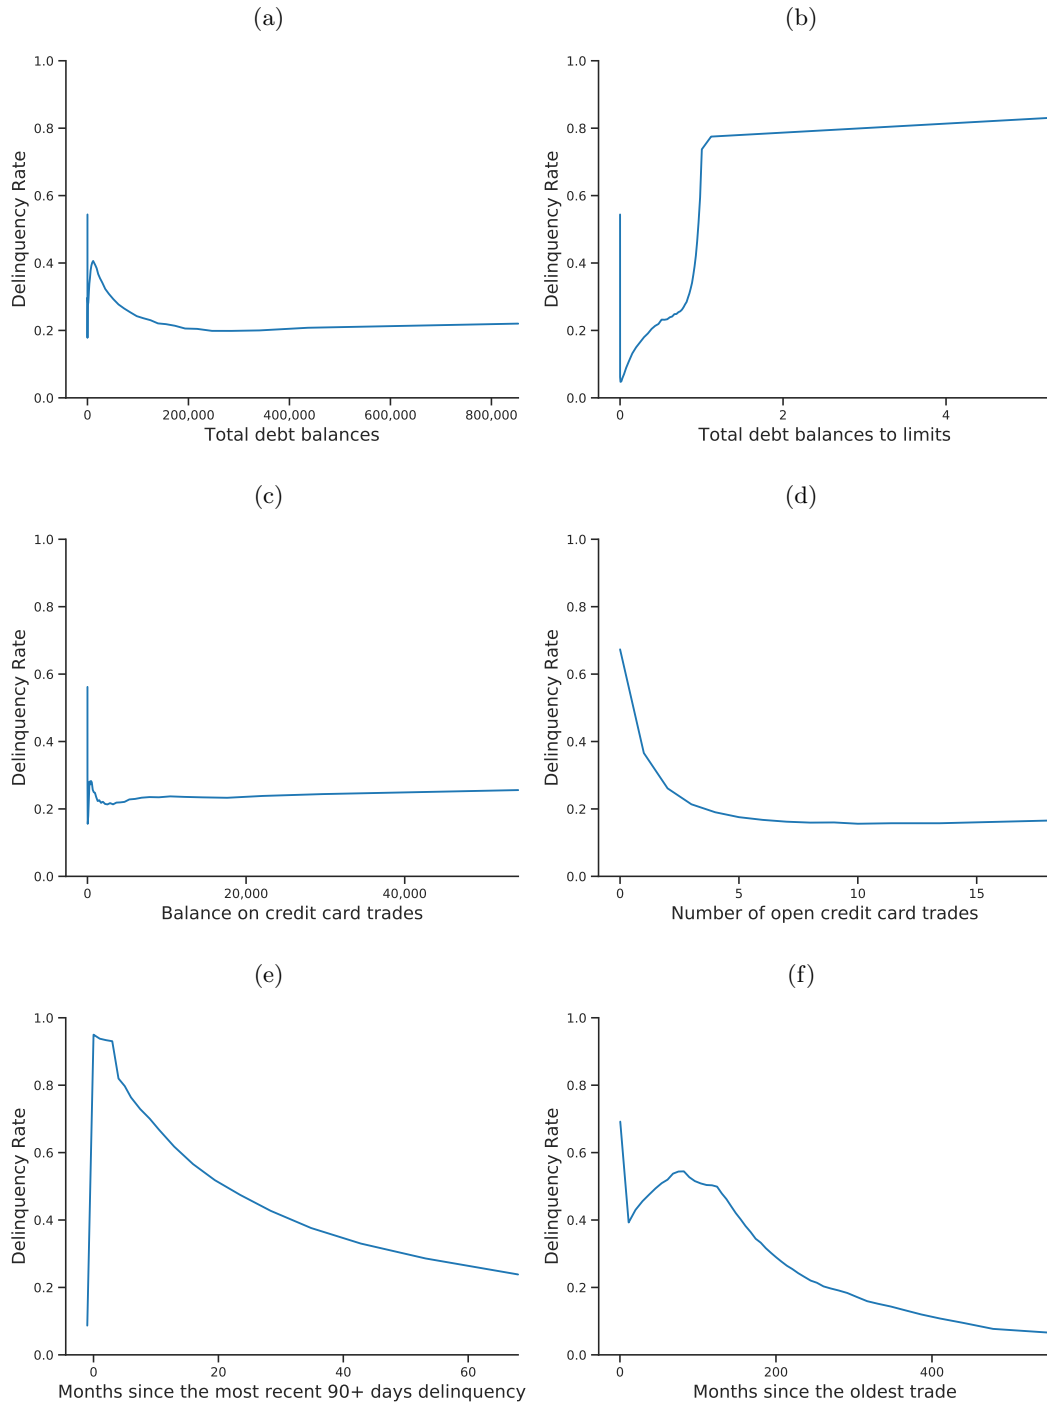 (a)
1.0
0.8
0.6
0.4
0.2
0.0
Delinquency Rate
0 200,000 400,000 600,000 800,000
Total debt balances
(b)
1.0
0.8
0.6
0.4
0.2
0.0
Delinquency Rate
0 2 4
Total debt balances to limits
(c)
1.0
0.8
0.6
0.4
0.2
0.0
Delinquency Rate
0 20,000 40,000
Balance on credit card trades
(d)
1.0
0.8
0.6
0.4
0.2
0.0
Delinquency Rate
0 5 10 15
Number of open credit card trades
(e)
1.0
0.8
0.6
0.4
0.2
0.0
Delinquency Rate
0 20 40 60
Months since the most recent 90+ days delinquency
(f)
1.0
0.8
0.6
0.4
0.2
0.0
Delinquency Rate
0 200 400
Months since the oldest trade